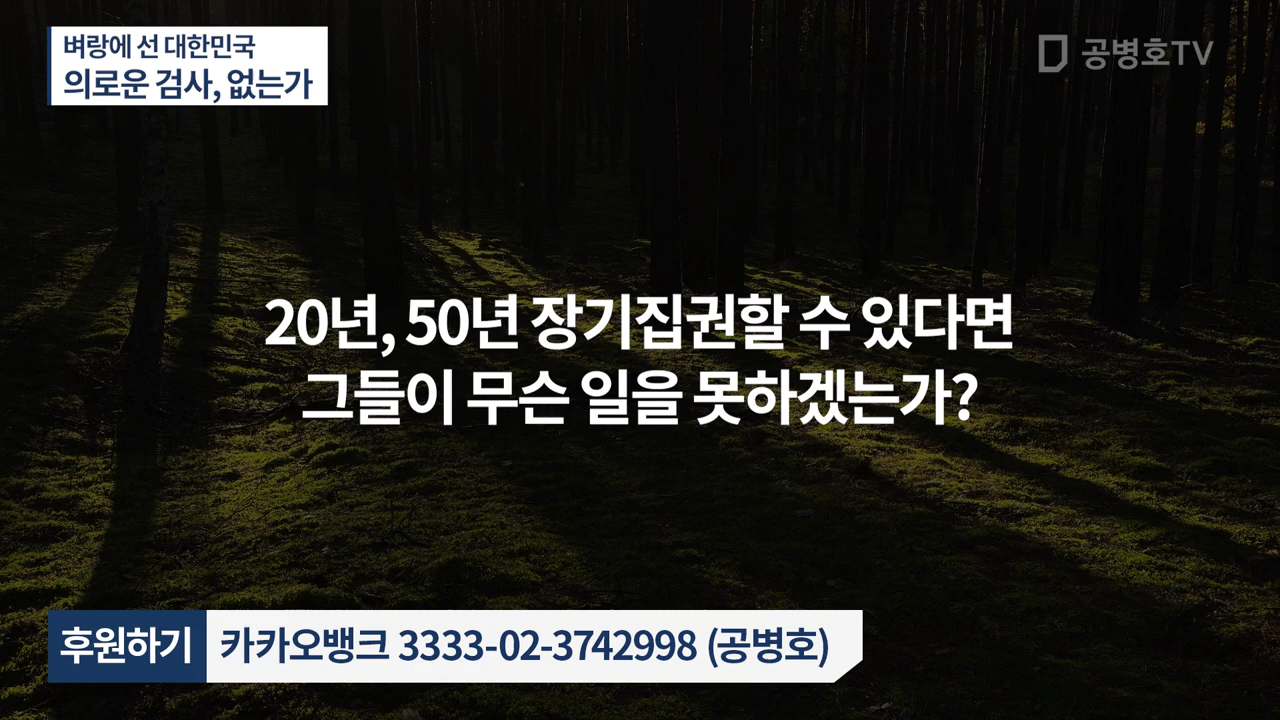 벼랑에 선 대한민국
의로운 검사, 없는가
공병호TV
20년, 50년 장기집권할 수 있다면
그들이 무슨 일을 못하겠는가?
후원하기 카카오뱅크 3333-02-3742998 (공병호)